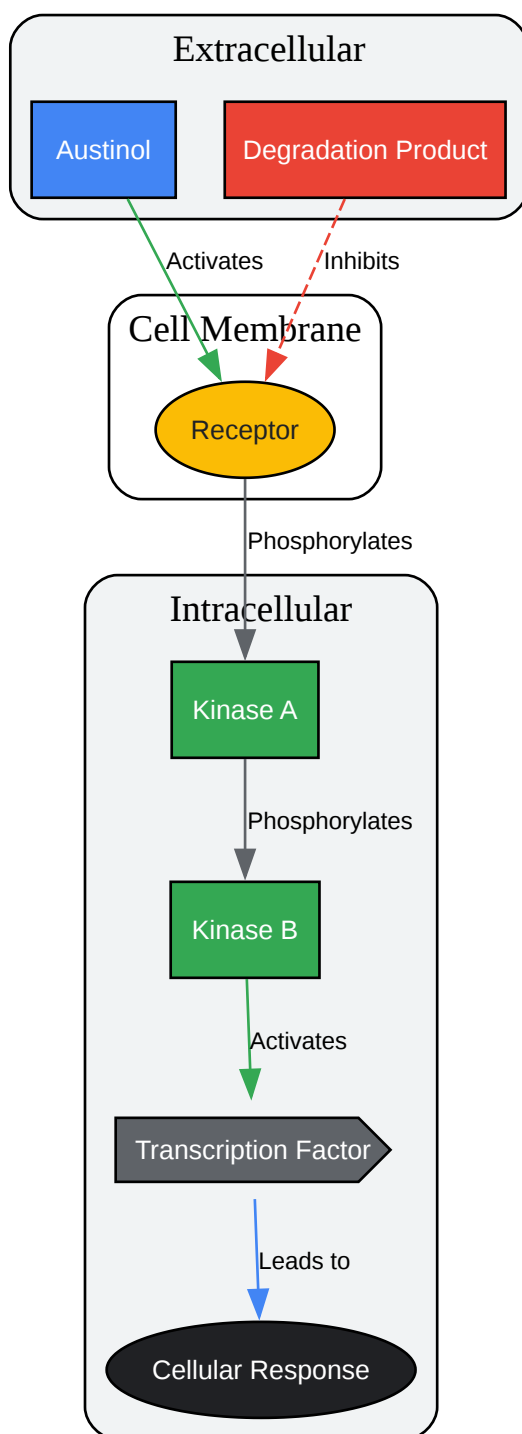 Extracellular
Austinol
Degradation Product
Activates
Inhibits
Cell Membrane
Receptor
Phosphorylates
Intracellular
Kinase A
Phosphorylates
Kinase B
Activates
Transcription Factor
Leads to
Cellular Response